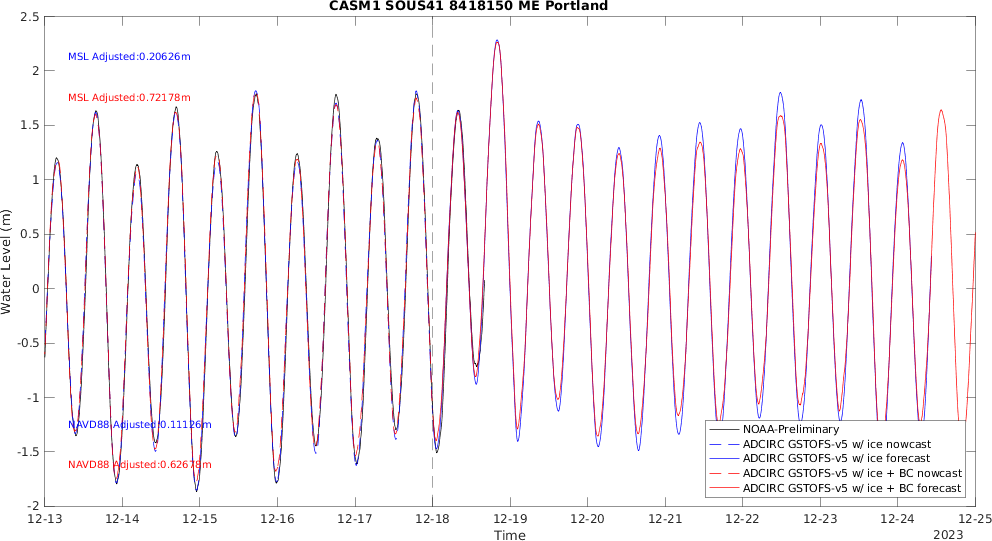 CASM1 SOUS41 8418150 ME Portland
2.5
2
1.5
1
0.5
0
-0.5
-1
-1.5
-2
Water Level (m)
MSL Adjusted:0.20626m
MSL Adjusted:0.72178m
NAVD88 Adjusted:0.11126m
NAVD88 Adjusted:0.62678m
NOAA-Preliminary
ADCIRC GSTOFS-v5 w/ ice nowcast
ADCIRC GSTOFS-v5 w/ ice forecast
ADCIRC GSTOFS-v5 w/ ice + BC nowcast
ADCIRC GSTOFS-v5 w/ ice + BC forecast
12-13 12-14 12-15 12-16 12-17 12-18 12-19 12-20 12-21 12-22 12-23 12-24 12-25
Time
2023